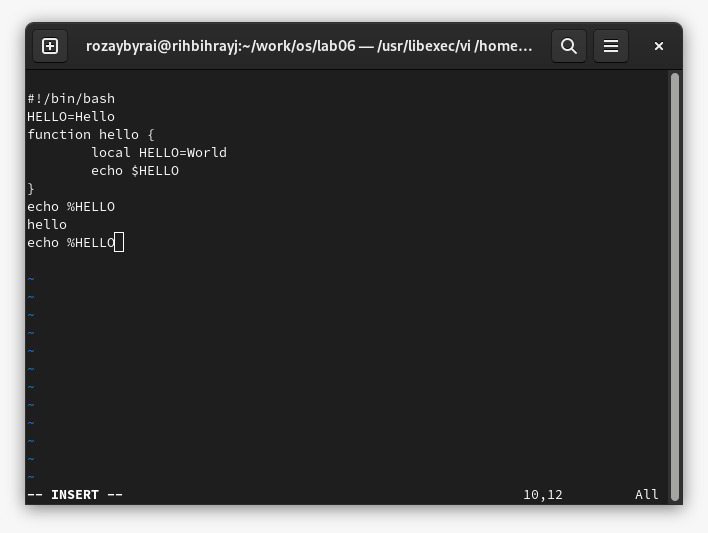 rozaybyrai@rihbihrayj:~/work/os/lab06 — /usr/libexec/vi /home...
#!/bin/bash
HELLO=Hello
function hello {
        local HELLO=World
        echo $HELLO
}
echo %HELLO
hello
echo %HELLO
~
~
~
~
~
~
~
~
~
~
~
~
-- INSERT --                                                  10,12         All